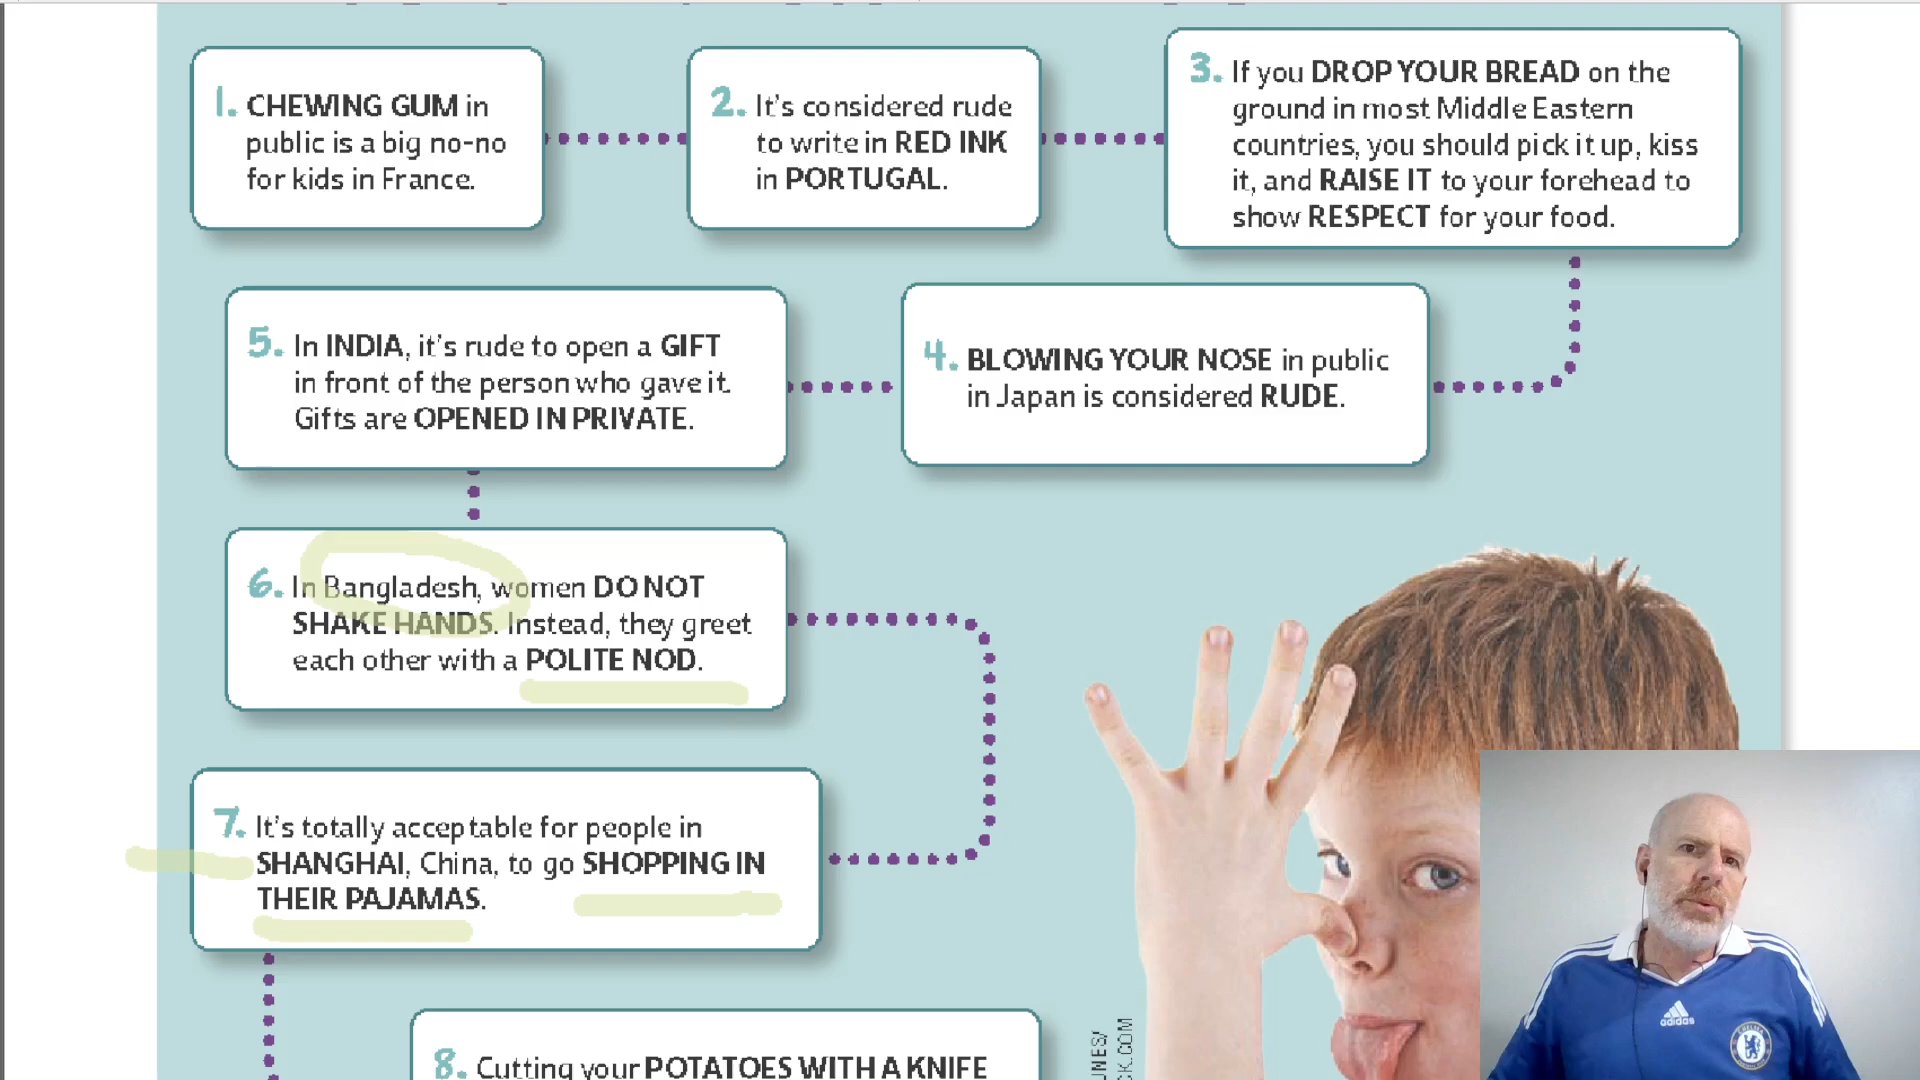 1. CHEWING GUM in
public is a big no-no
for kids in France.
2. It's considered rude
to write in RED INK
in PORTUGAL.
3. If you DROP YOUR BREAD on the
ground in most Middle Eastern
countries, you should pick it up, kiss
it, and RAISE IT to your forehead to
show RESPECT for your food.
4. BLOWING YOUR NOSE in public
in Japan is considered RUDE.
5. In INDIA, it's rude to open a GIFT
in front of the person who gave it.
Gifts are OPENED IN PRIVATE.
6. In Bangladesh, women DO NOT
SHAKE HANDS. Instead, they greet
each other with a POLITE NOD.
7. It's totally acceptable for people in
SHANGHAI, China, to go SHOPPING IN
THEIR PAJAMAS.
8. Cutting your POTATOES WITH A KNIFE
UNES/
CK.COM
adidas